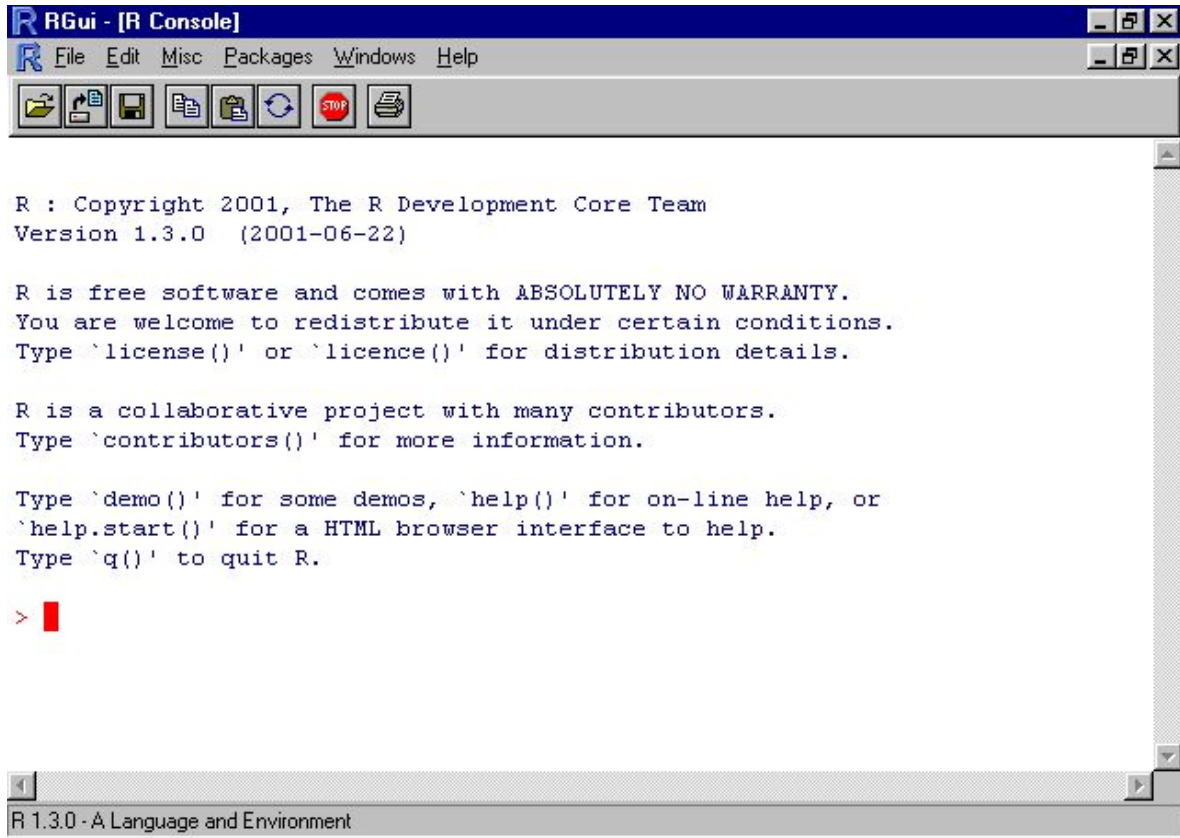 RGui - [R Console]
File Edit Misc Packages Windows Help
STOP
R : Copyright 2001, The R Development Core Team
Version 1.3.0  (2001-06-22)
R is free software and comes with ABSOLUTELY NO WARRANTY.
You are welcome to redistribute it under certain conditions.
Type `license()' or `licence()' for distribution details.
R is a collaborative project with many contributors.
Type `contributors()' for more information.
Type `demo()' for some demos, `help()' for on-line help, or
`help.start()' for a HTML browser interface to help.
Type `q()' to quit R.
>
R 1.3.0 - A Language and Environment